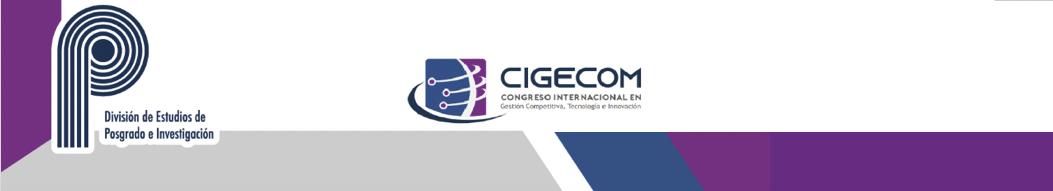 División de Estudios de
Posgrado e Investigación
CIGECOM
CONGRESO INTERNACIONAL EN
Gestión Competitiva, Tecnología e Innovación